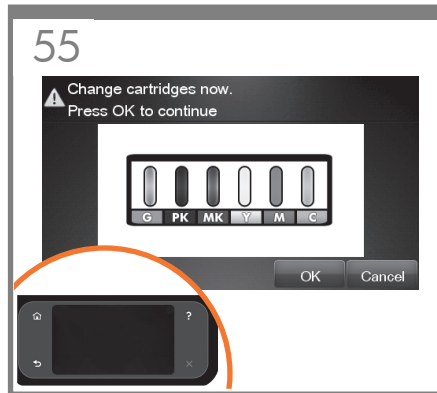 55
Change cartridges now.
Press OK to continue
G PK MK Y M C
OK Cancel
?